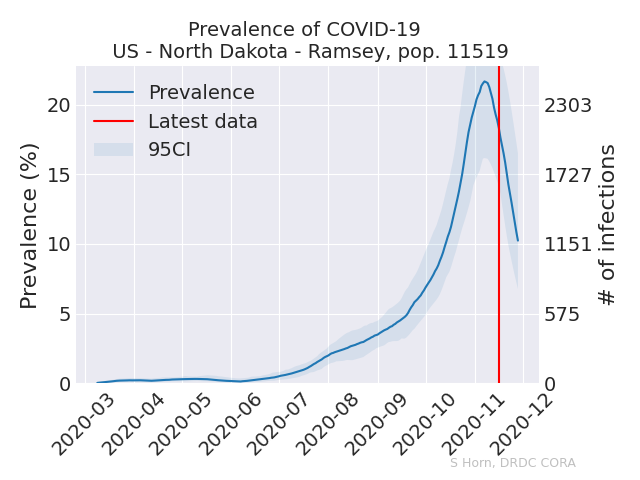 Prevalence of COVID-19
US - North Dakota - Ramsey, pop. 11519
Prevalence
Latest data
95CI
Prevalence (%)
20
15
10
5
0
2303
1727
1151
575
0
# of infections
2020-03
2020-04
2020-05
2020-06
2020-07
2020-08
2020-09
2020-10
2020-11
2020-12
S Horn, DRDC CORA